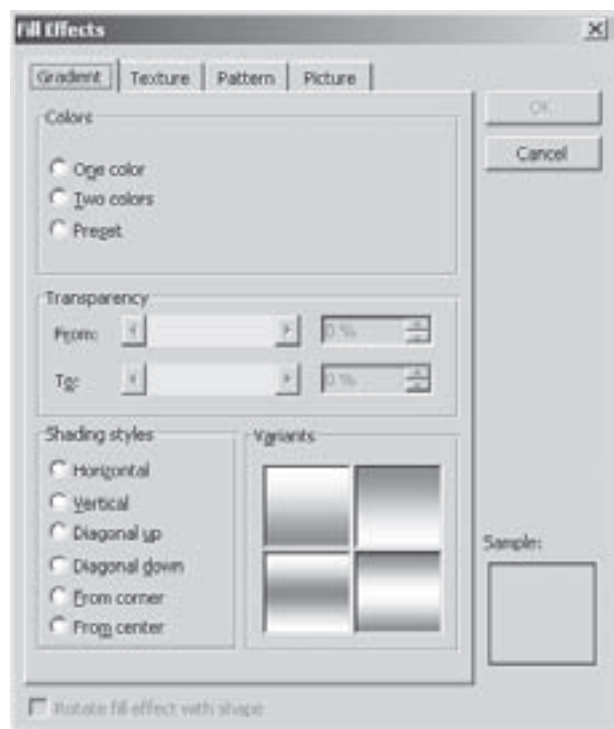 Fill Effects
Gradient Texture Pattern Picture
OK
Cancel
Colors
One color
Two colors
Preset
Transparency
From: 0 %
To: 0 %
Shading styles
Horizontal
Vertical
Diagonal up
Diagonal down
From corner
From center
Variants
Sample:
Rotate fill effect with shape